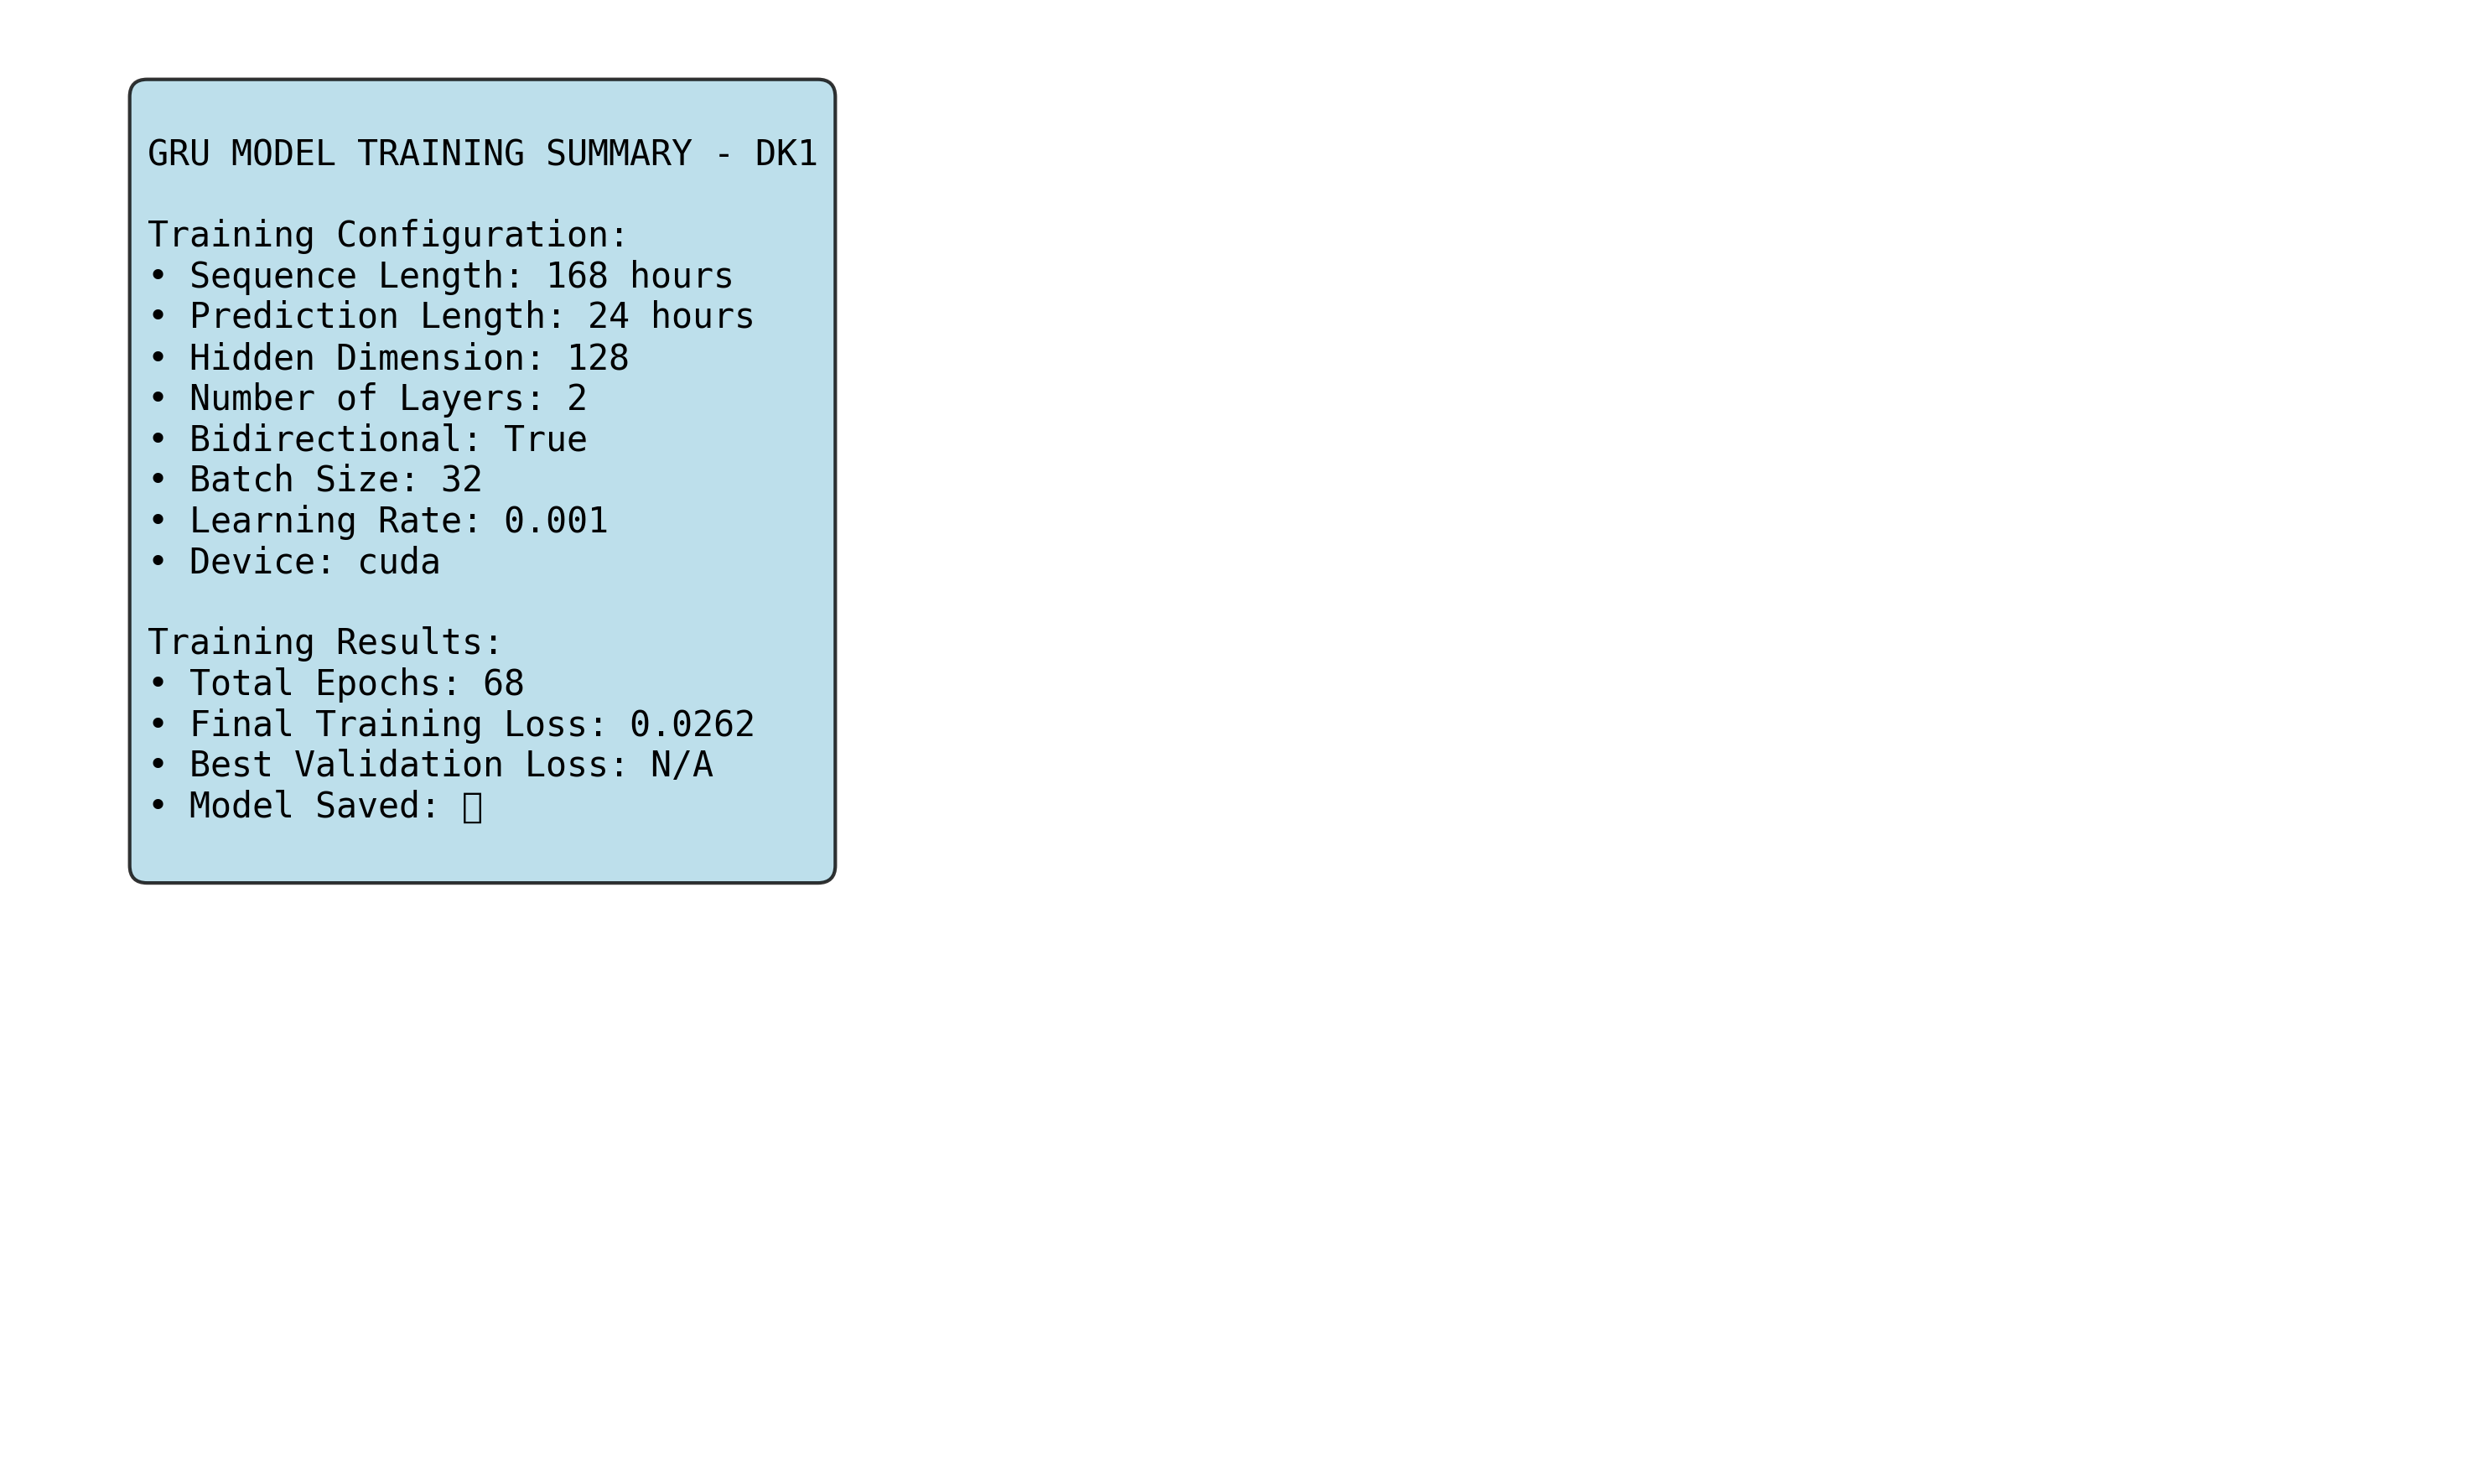 GRU MODEL TRAINING SUMMARY - DK1
Training Configuration:
• Sequence Length: 168 hours
• Prediction Length: 24 hours
• Hidden Dimension: 128
• Number of Layers: 2
• Bidirectional: True
• Batch Size: 32
• Learning Rate: 0.001
• Device: cuda
Training Results:
• Total Epochs: 68
• Final Training Loss: 0.0262
• Best Validation Loss: N/A
• Model Saved: